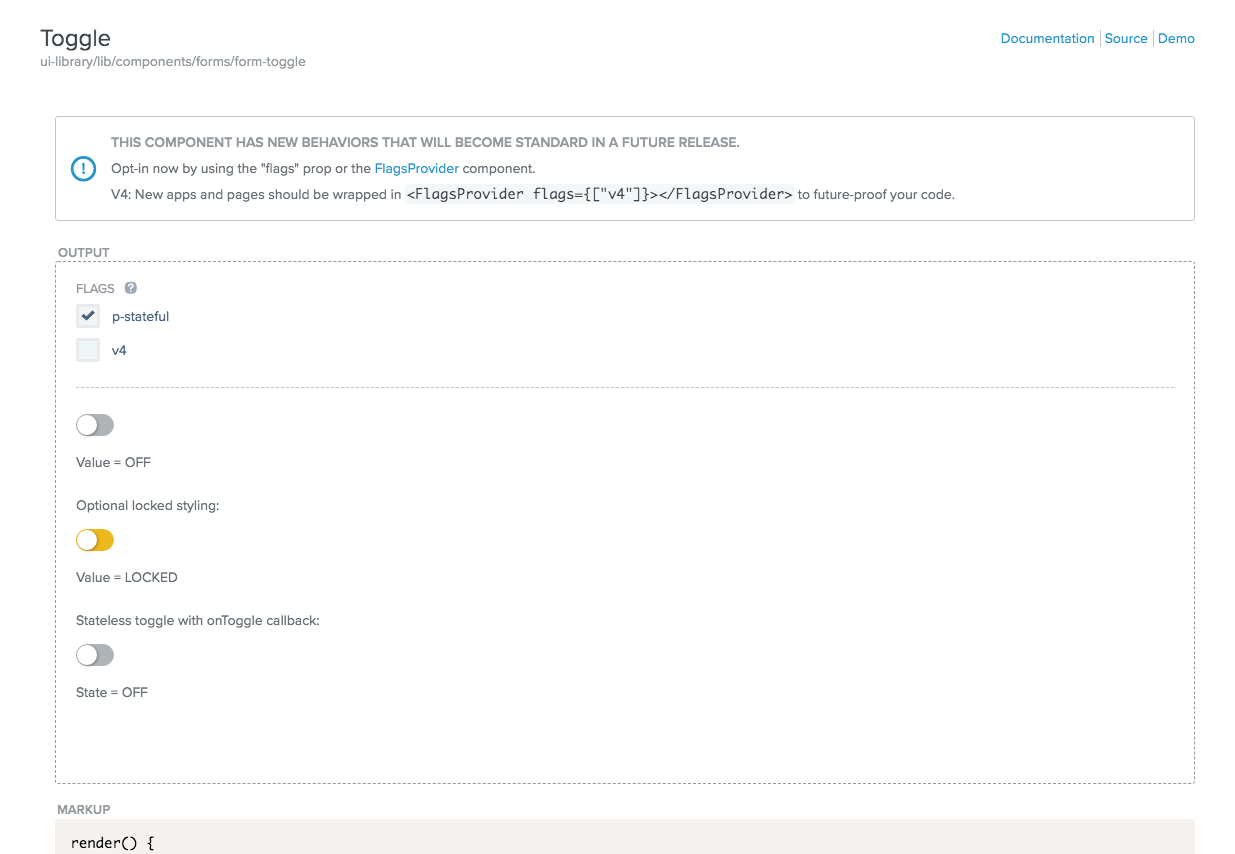 Toggle
Documentation Source Demo
ui-library/lib/components/forms/form-toggle
THIS COMPONENT HAS NEW BEHAVIORS THAT WILL BECOME STANDARD IN A FUTURE RELEASE.
Opt-in now by using the "flags" prop or the FlagsProvider component.
V4: New apps and pages should be wrapped in <FlagsProvider flags={["v4"]}></FlagsProvider> to future-proof your code.
OUTPUT
FLAGS ?
p-stateful
v4
Value = OFF
Optional locked styling:
Value = LOCKED
Stateless toggle with onToggle callback:
State = OFF
MARKUP
render() {